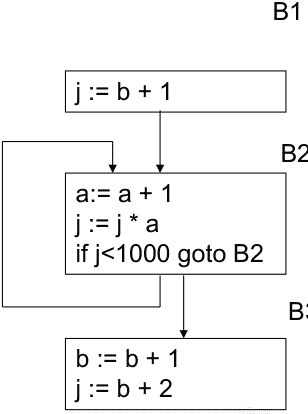 B1
j := b + 1
B2
a:= a + 1
j := j * a
if j<1000 goto B2
B3
b := b + 1
j := b + 2